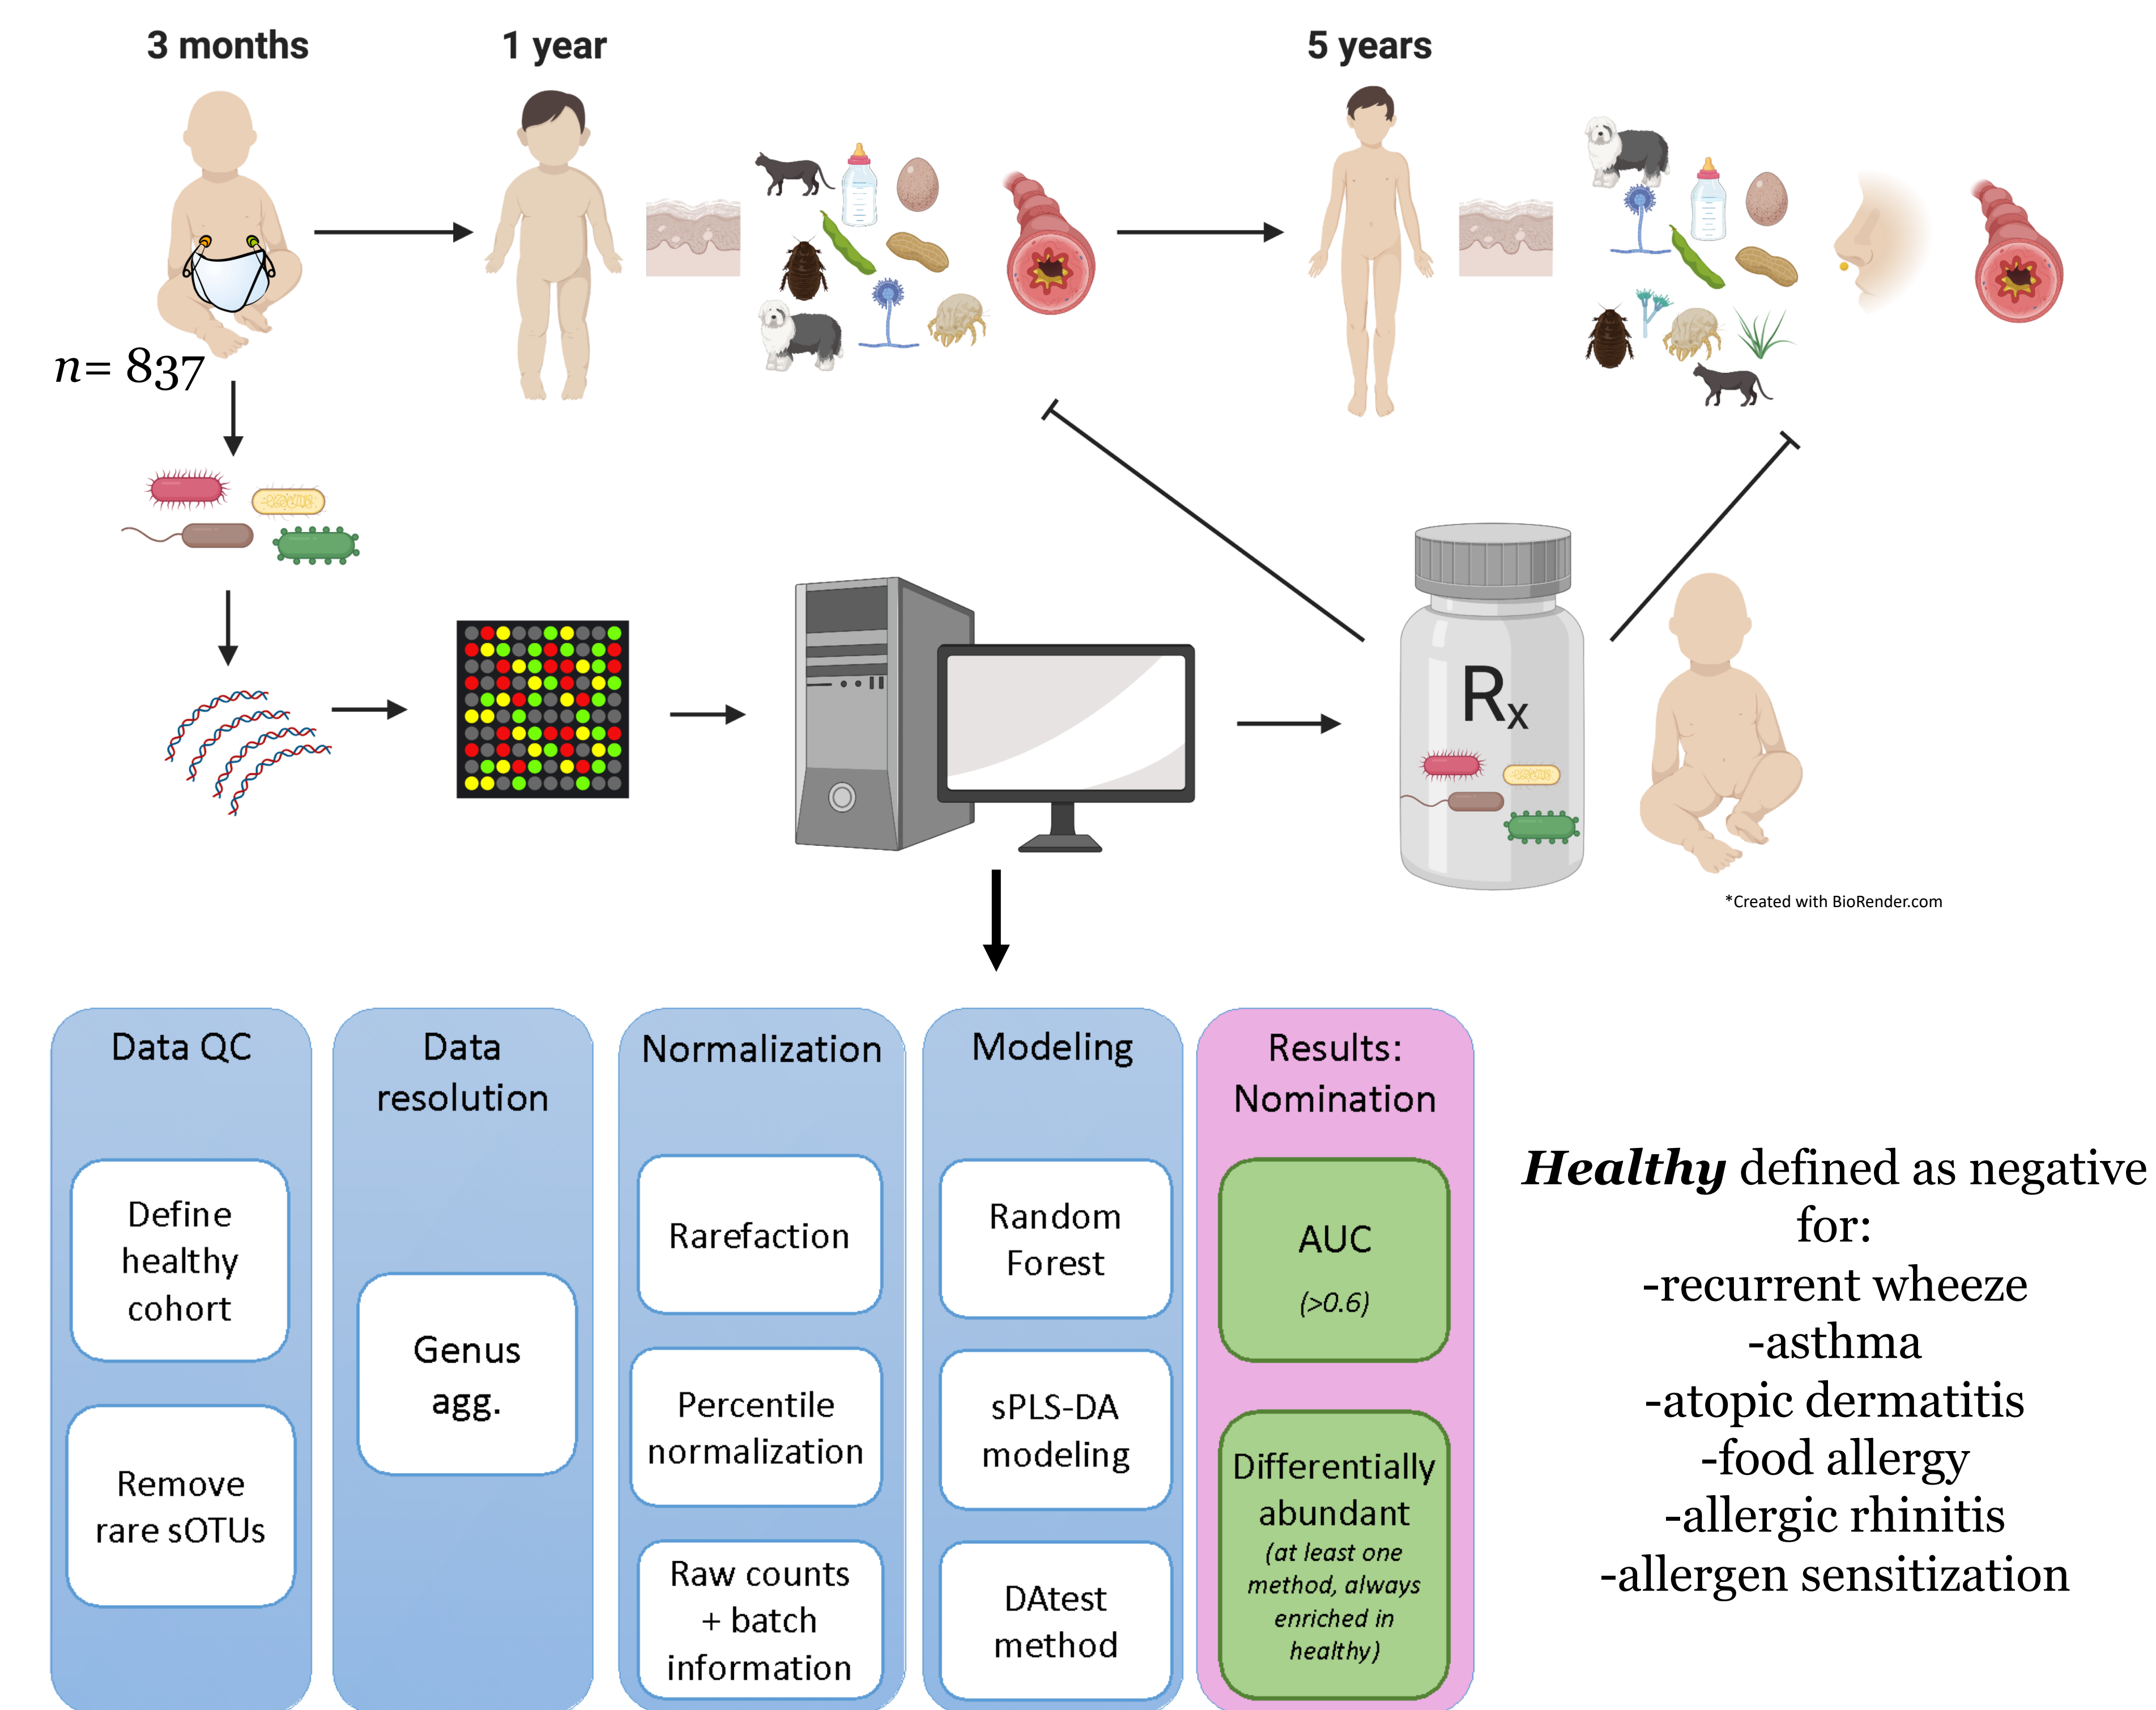 3 months
1 year
5 years
n= 837
Rx
*Created with BioRender.com
Data QC
Define
healthy
cohort
Remove
rare sOTUs
Data
resolution
Genus
agg.
Normalization
Rarefaction
Percentile
normalization
Raw counts
+ batch
information
Modeling
Random
Forest
sPLS-DA
modeling
DAtest
method
Results:
Nomination
AUC
(>0.6)
Differentially
abundant
(at least one
method, always
enriched in
healthy)
Healthy defined as negative
for:
-recurrent wheeze
-asthma
-atopic dermatitis
-food allergy
-allergic rhinitis
-allergen sensitization